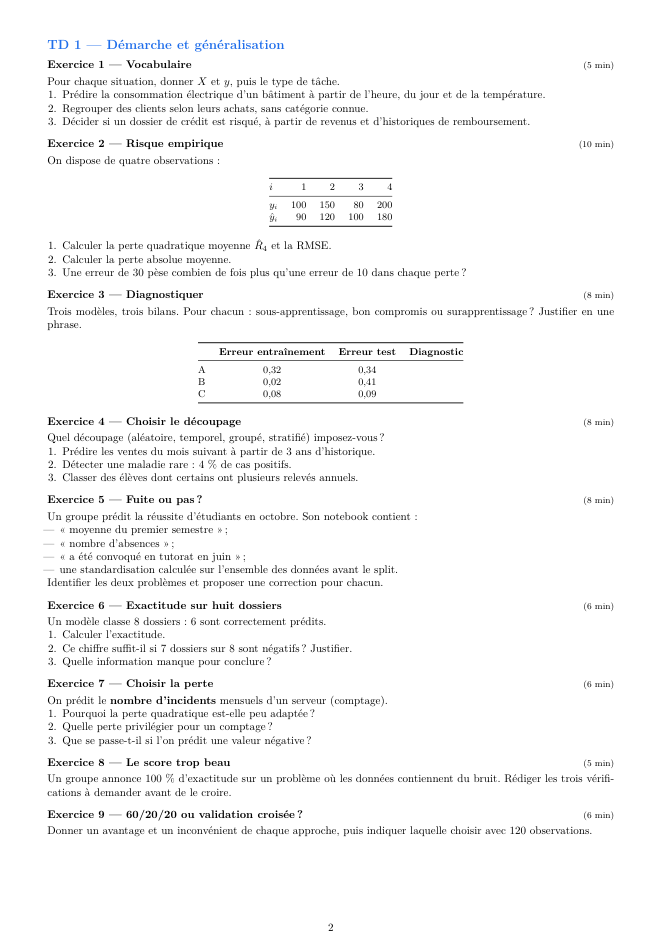 TD 1 — Démarche et généralisation
Exercice 1 — Vocabulaire (5 min)
Pour chaque situation, donner X et y, puis le type de tâche.
1. Prédire la consommation électrique d'un bâtiment à partir de l'heure, du jour et de la température.
2. Regrouper des clients selon leurs achats, sans catégorie connue.
3. Décider si un dossier de crédit est risqué, à partir de revenus et d'historiques de remboursement.
Exercice 2 — Risque empirique (10 min)
On dispose de quatre observations :
i 1 2 3 4
yᵢ 100 150 80 200
ŷᵢ 90 120 100 180
1. Calculer la perte quadratique moyenne R̂₄ et la RMSE.
2. Calculer la perte absolue moyenne.
3. Une erreur de 30 pèse combien de fois plus qu'une erreur de 10 dans chaque perte ?
Exercice 3 — Diagnostiquer (8 min)
Trois modèles, trois bilans. Pour chacun : sous-apprentissage, bon compromis ou surapprentissage ? Justifier en une
phrase.
Erreur entraînement Erreur test Diagnostic
A 0,32 0,34
B 0,02 0,41
C 0,08 0,09
Exercice 4 — Choisir le découpage (8 min)
Quel découpage (aléatoire, temporel, groupé, stratifié) imposez-vous ?
1. Prédire les ventes du mois suivant à partir de 3 ans d'historique.
2. Détecter une maladie rare : 4 % de cas positifs.
3. Classer des élèves dont certains ont plusieurs relevés annuels.
Exercice 5 — Fuite ou pas ? (8 min)
Un groupe prédit la réussite d'étudiants en octobre. Son notebook contient :
— « moyenne du premier semestre » ;
— « nombre d'absences » ;
— « a été convoqué en tutorat en juin » ;
— une standardisation calculée sur l'ensemble des données avant le split.
Identifier les deux problèmes et proposer une correction pour chacun.
Exercice 6 — Exactitude sur huit dossiers (6 min)
Un modèle classe 8 dossiers : 6 sont correctement prédits.
1. Calculer l'exactitude.
2. Ce chiffre suffit-il si 7 dossiers sur 8 sont négatifs ? Justifier.
3. Quelle information manque pour conclure ?
Exercice 7 — Choisir la perte (6 min)
On prédit le nombre d'incidents mensuels d'un serveur (comptage).
1. Pourquoi la perte quadratique est-elle peu adaptée ?
2. Quelle perte privilégier pour un comptage ?
3. Que se passe-t-il si l'on prédit une valeur négative ?
Exercice 8 — Le score trop beau (5 min)
Un groupe annonce 100 % d'exactitude sur un problème où les données contiennent du bruit. Rédiger les trois vérifi-
cations à demander avant de le croire.
Exercice 9 — 60/20/20 ou validation croisée ? (6 min)
Donner un avantage et un inconvénient de chaque approche, puis indiquer laquelle choisir avec 120 observations.
2